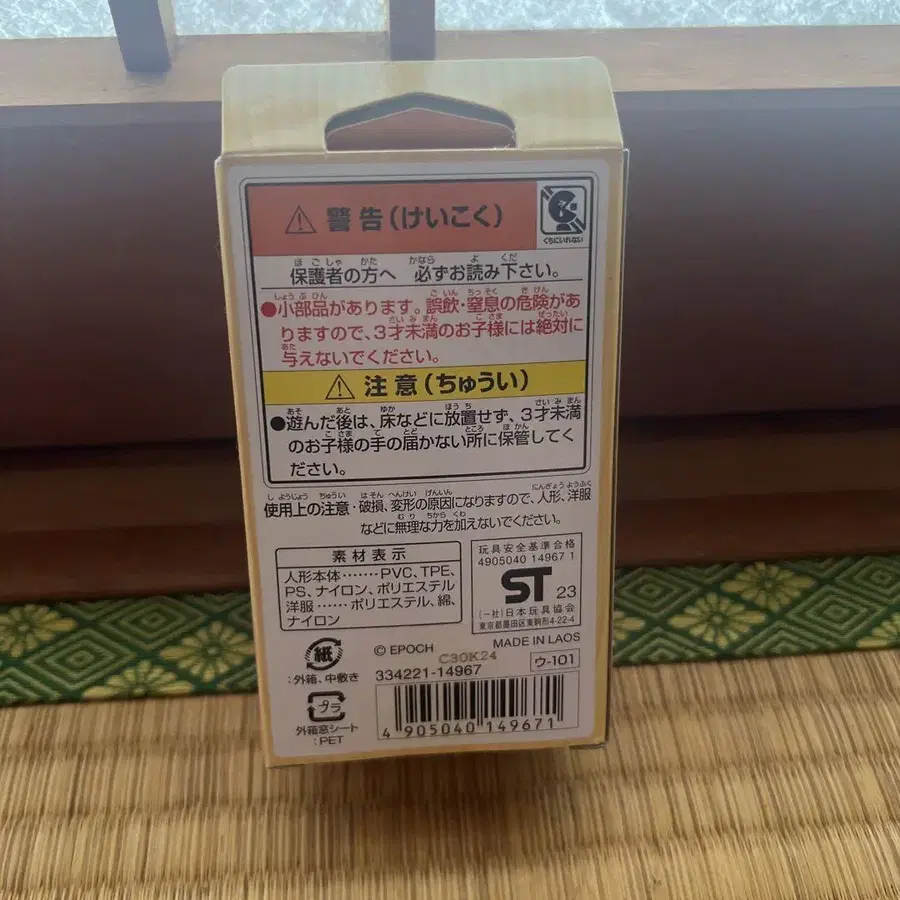 警告(けいこく)
くちにいれない
保護者の方へ 必ずお読み下さい。
●小部品があります。誤飲・窒息の危険があ
りますので、3才未満のお子様には絶対に
与えないでください。
注意(ちゅうい)
●遊んだ後は、床などに放置せず、3才未満
のお子様の手の届かない所に保管してく
ださい。
使用上の注意・破損、変形の原因になりますので、人形、洋服
などに無理な力を加えないでください。
素材表示
人形本体……PVC、TPE、
PS、ナイロン、ポリエステル
洋服……ポリエステル、綿、
ナイロン
玩具安全基準合格
4905040 14967 1
ST 23
(一社)日本玩具協会
東京都墨田区東駒形4-22-4
紙
:外箱、中敷き
プラ
外箱窓シート
:PET
© EPOCH
MADE IN LAOS
C30K24
334221-14967
ウ-101
4 905040 149671